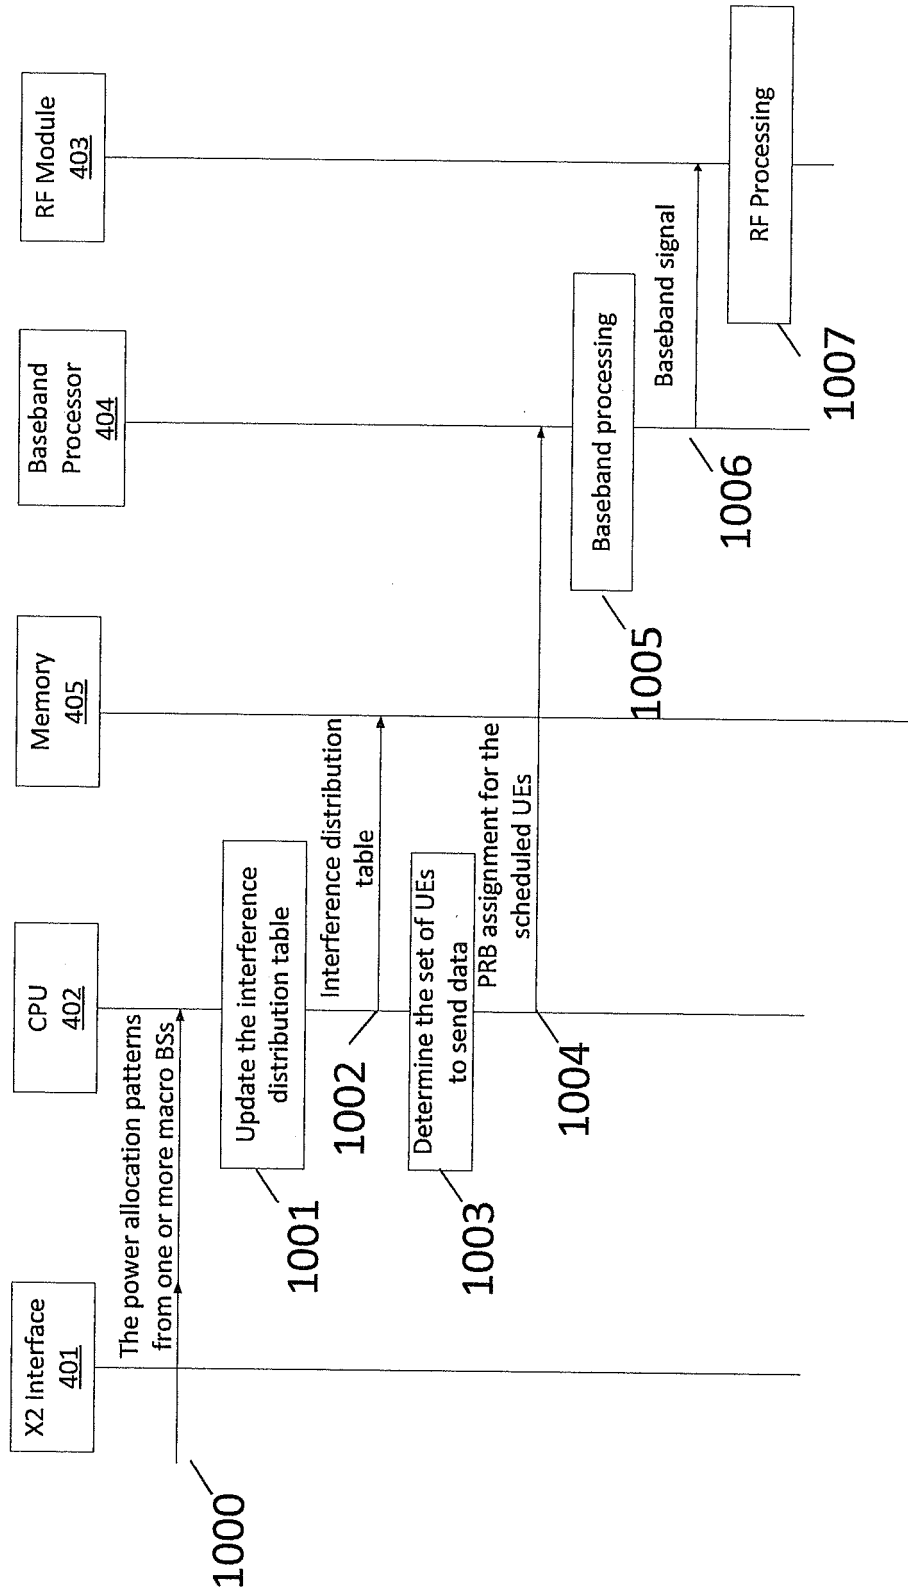 X2 Interface
401
CPU
402
Memory
405
Baseband
Processor
404
RF Module
403
1000
The power allocation patterns
from one or more macro BSs
1001
Update the interference
distribution table
1002
Interference distribution
table
1003
Determine the set of UEs
to send data
1004
PRB assignment for the
scheduled UEs
1005
Baseband processing
1006
Baseband signal
1007
RF Processing